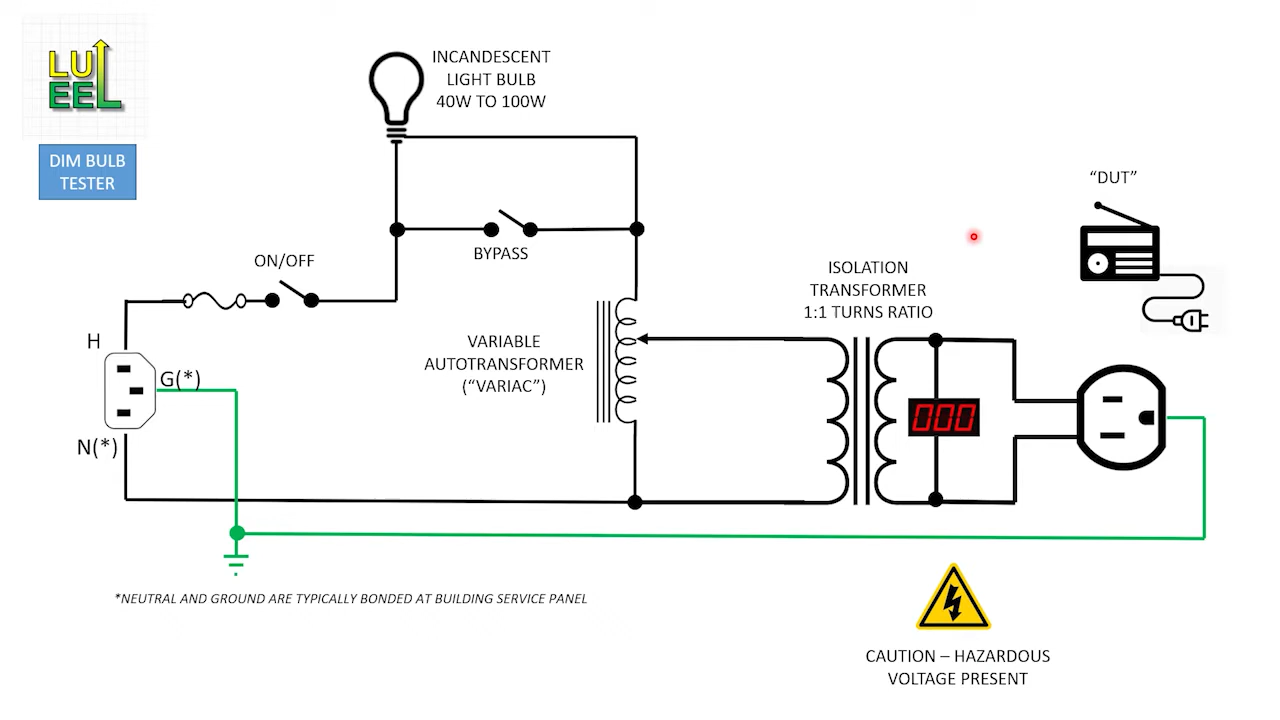 LU
EEL
DIM BULB
TESTER
INCANDESCENT
LIGHT BULB
40W TO 100W
"DUT"
BYPASS
ON/OFF
ISOLATION
TRANSFORMER
1:1 TURNS RATIO
H
VARIABLE
AUTOTRANSFORMER
("VARIAC")
G(*)
000
N(*)
*NEUTRAL AND GROUND ARE TYPICALLY BONDED AT BUILDING SERVICE PANEL
CAUTION – HAZARDOUS
VOLTAGE PRESENT